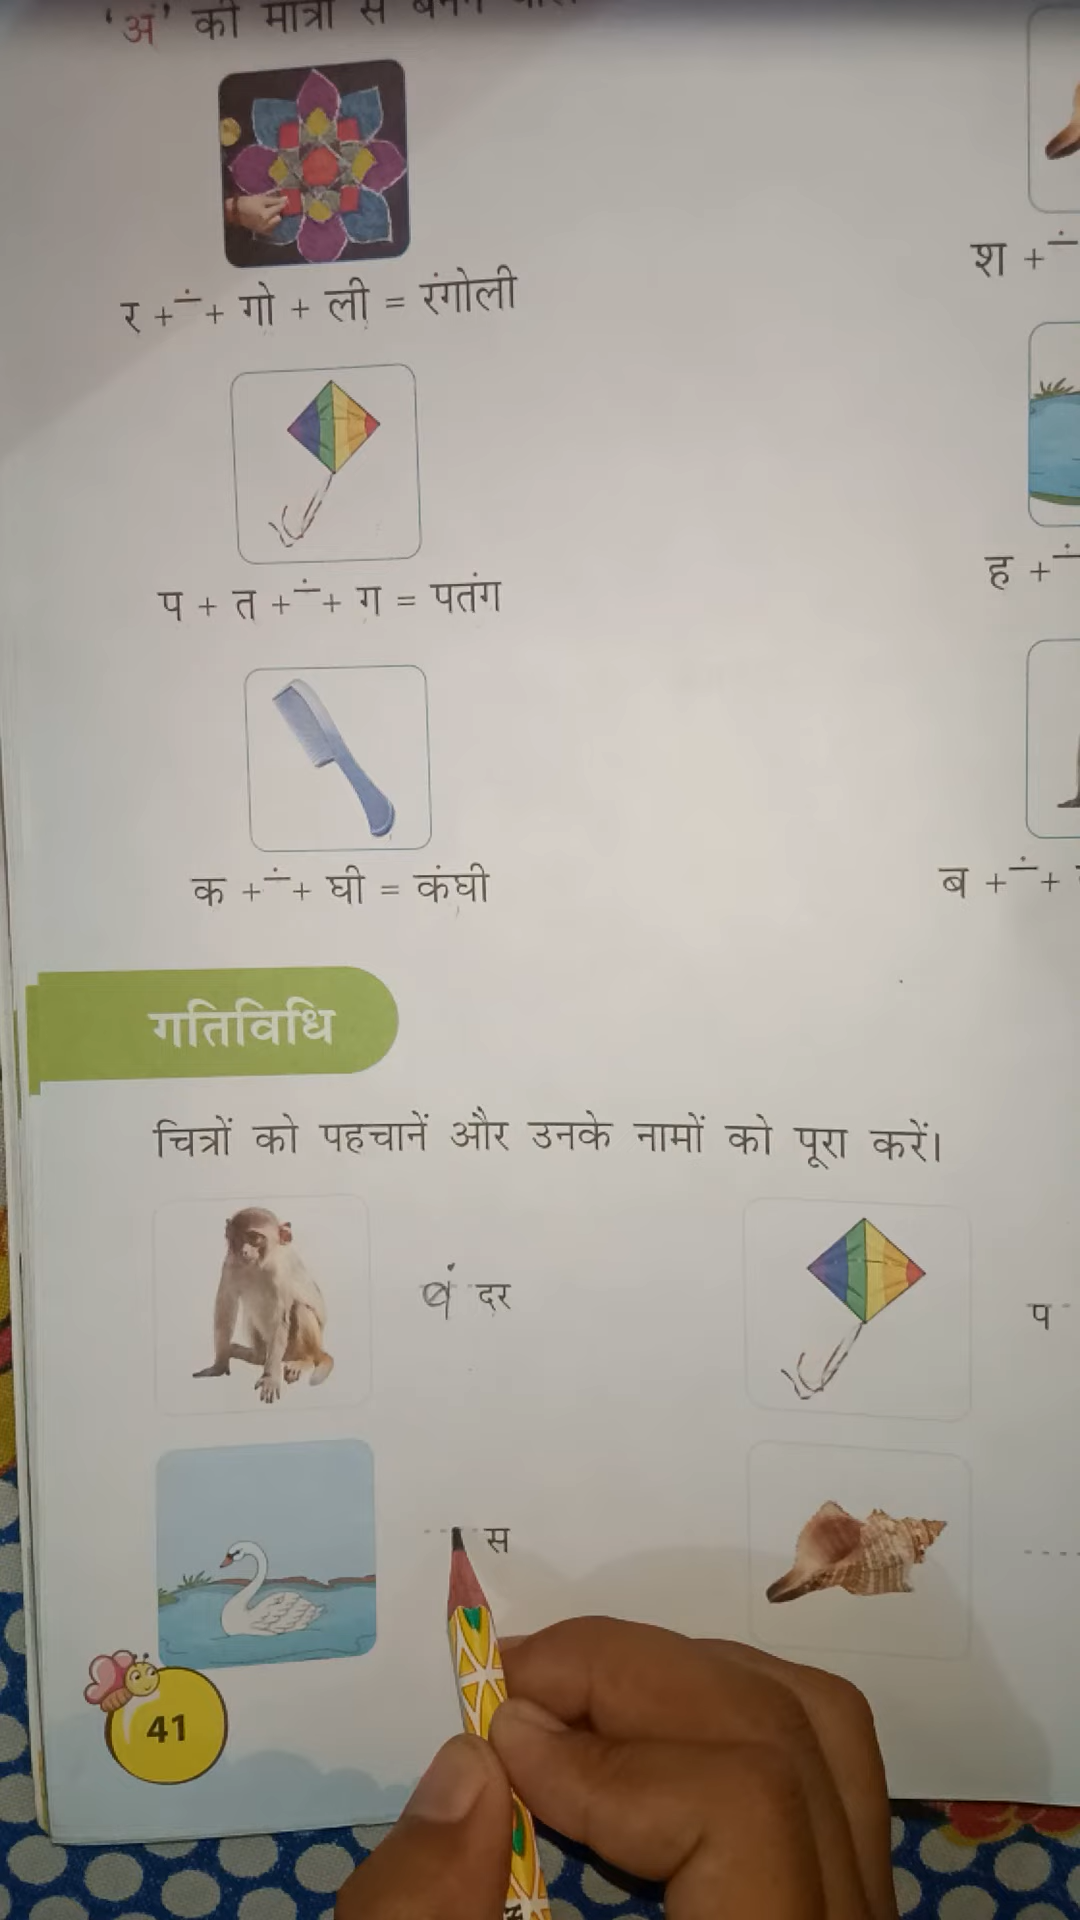 'अं' की मात्रा से
र + ं + गो + ली = रंगोली
श + ं
प + त + ं + ग = पतंग
ह + ं
क + ं + घी = कंघी
ब + ं +
गतिविधि
चित्रों को पहचानें और उनके नामों को पूरा करें।
बं दर
प
स
41